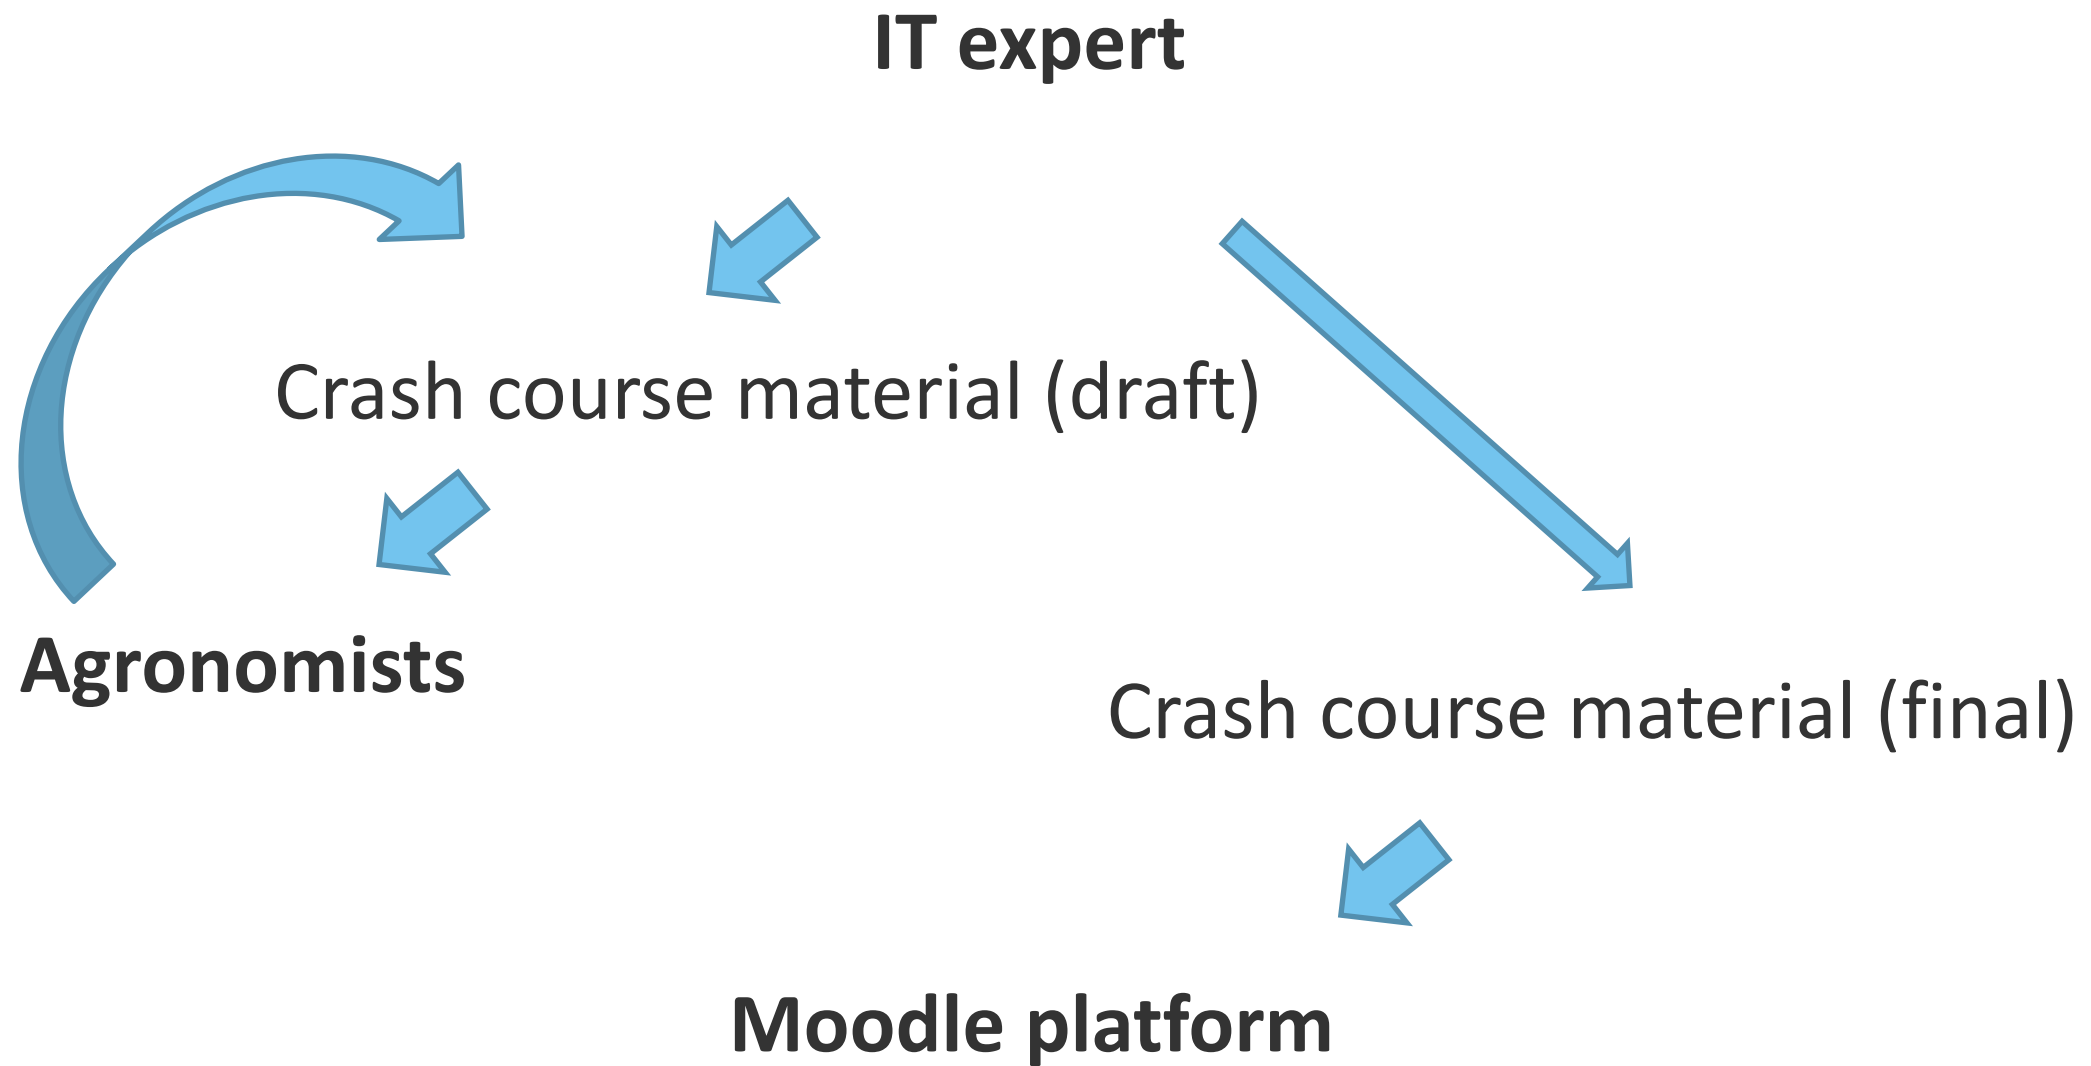 IT expert
Crash course material (draft)
Agronomists
Crash course material (final)
Moodle platform